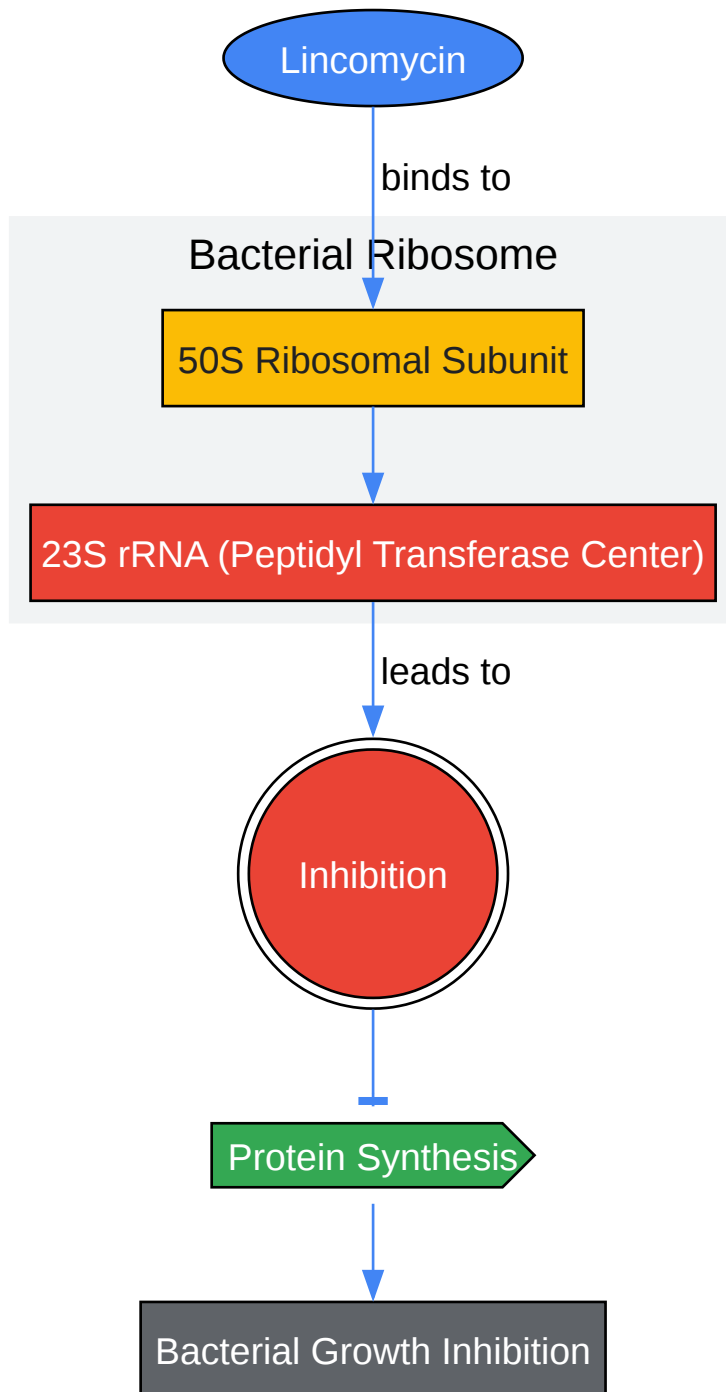 Lincomycin
binds to
Bacterial Ribosome
50S Ribosomal Subunit
23S rRNA (Peptidyl Transferase Center)
leads to
Inhibition
Protein Synthesis
Bacterial Growth Inhibition